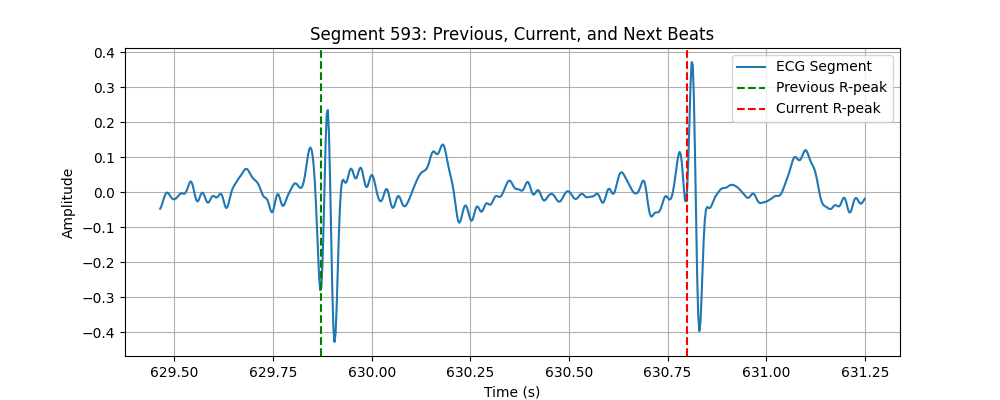 Segment 593: Previous, Current, and Next Beats
ECG Segment
Previous R-peak
Current R-peak
Amplitude
0.4
0.3
0.2
0.1
0.0
−0.1
−0.2
−0.3
−0.4
629.50 629.75 630.00 630.25 630.50 630.75 631.00 631.25
Time (s)